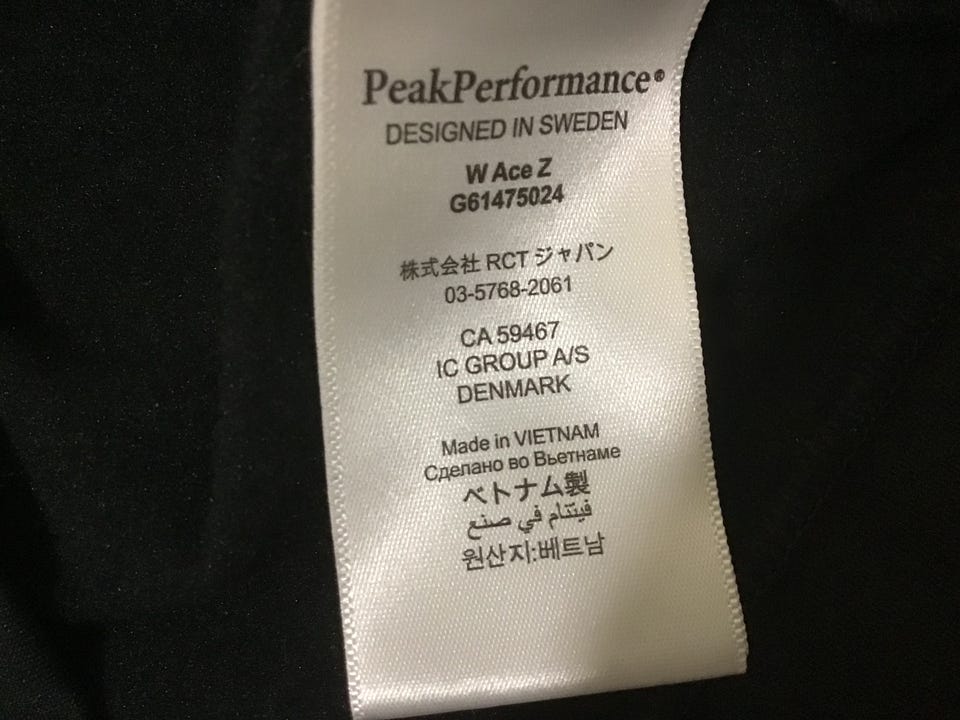 PeakPerformance®
DESIGNED IN SWEDEN
W Ace Z
G61475024
株式会社 RCT ジャパン
03-5768-2061
CA 59467
IC GROUP A/S
DENMARK
Made in VIETNAM
Сделано во Вьетнаме
ベトナム製
فيتنام في صنع
원산지:베트남